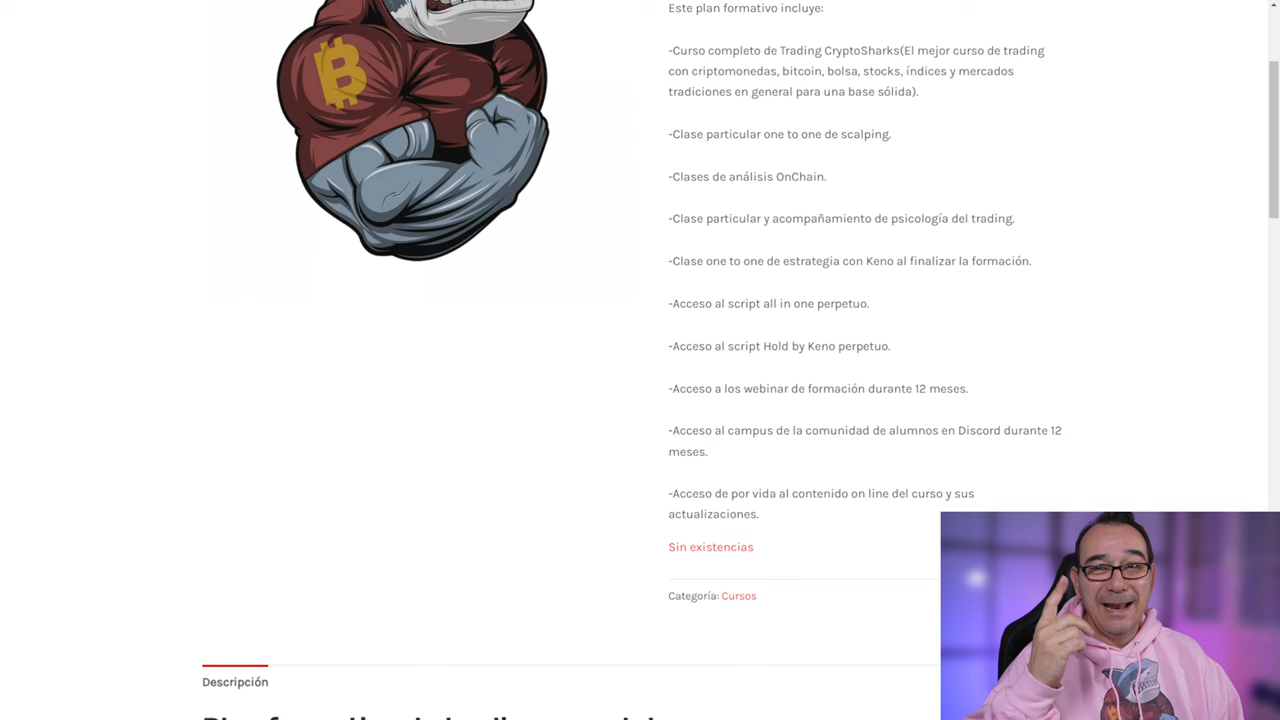 Este plan formativo incluye:
-Curso completo de Trading CryptoSharks(El mejor curso de trading
con criptomonedas, bitcoin, bolsa, stocks, índices y mercados
tradiciones en general para una base sólida).
-Clase particular one to one de scalping.
-Clases de análisis OnChain.
-Clase particular y acompañamiento de psicología del trading.
-Clase one to one de estrategia con Keno al finalizar la formación.
-Acceso al script all in one perpetuo.
-Acceso al script Hold by Keno perpetuo.
-Acceso a los webinar de formación durante 12 meses.
-Acceso al campus de la comunidad de alumnos en Discord durante 12
meses.
-Acceso de por vida al contenido on line del curso y sus
actualizaciones.
Sin existencias
Categoría: Cursos
Descripción